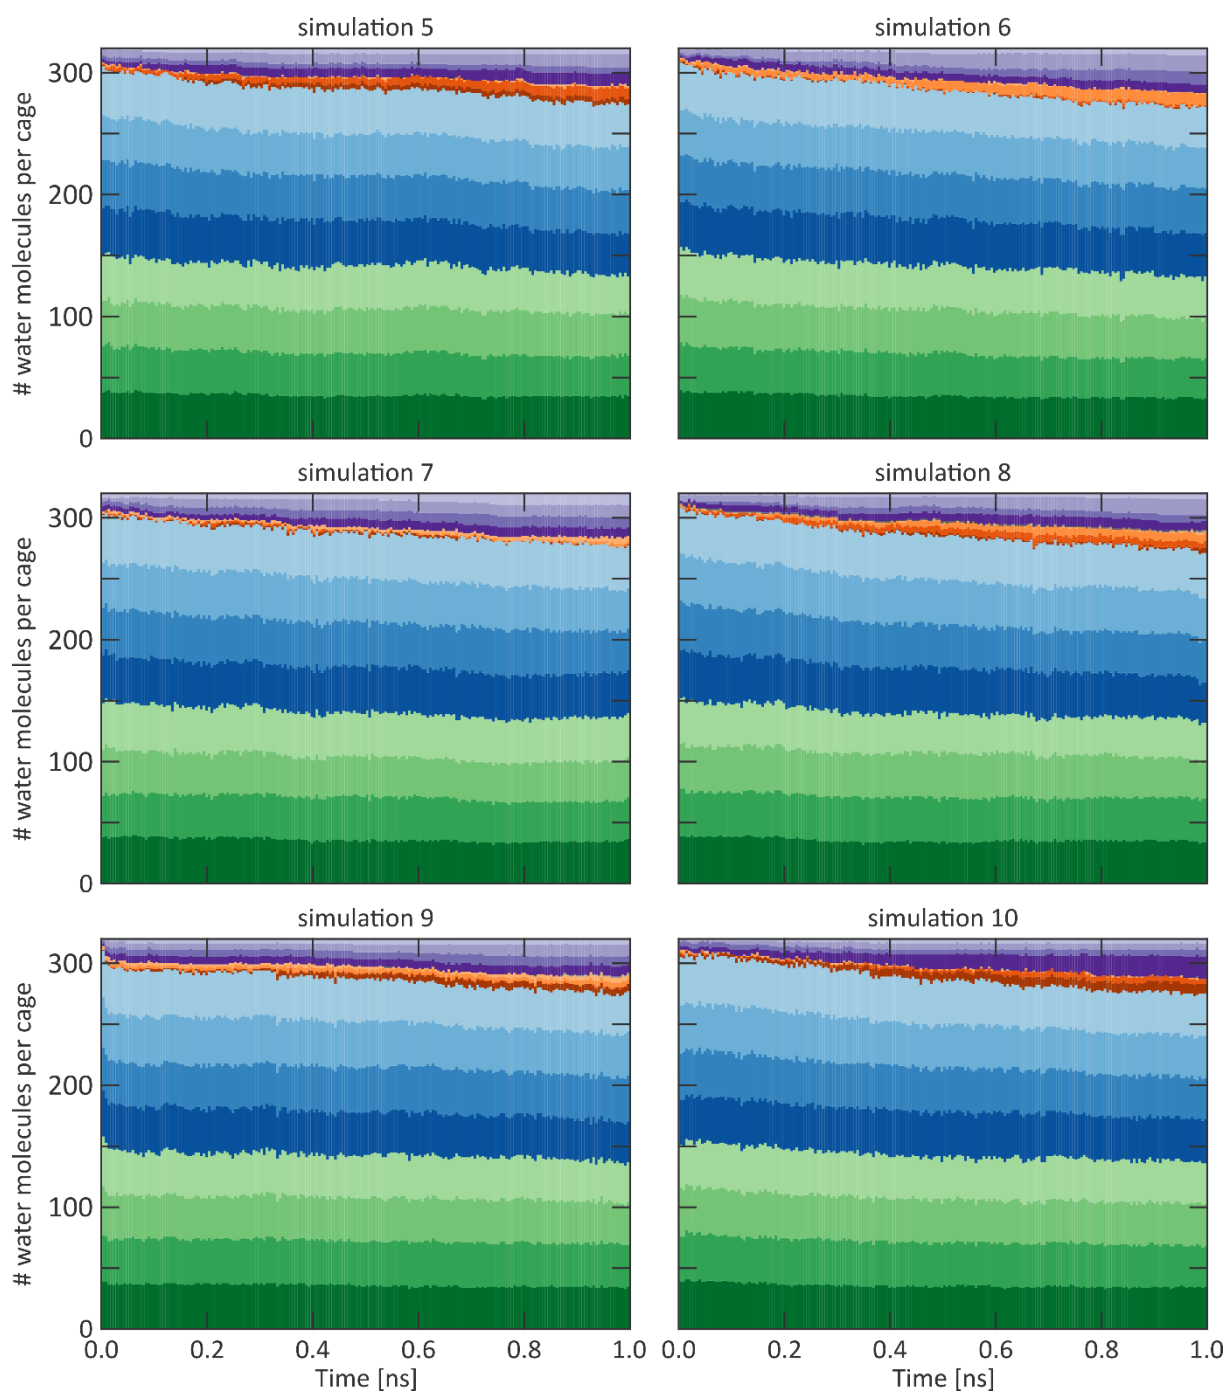 simulation 5
simulation 6
# water molecules per cage
300
200
100
0
simulation 7
simulation 8
# water molecules per cage
300
200
100
0
simulation 9
simulation 10
# water molecules per cage
300
200
100
0
0.0 0.2 0.4 0.6 0.8 1.0
0.0 0.2 0.4 0.6 0.8 1.0
Time [ns]
Time [ns]